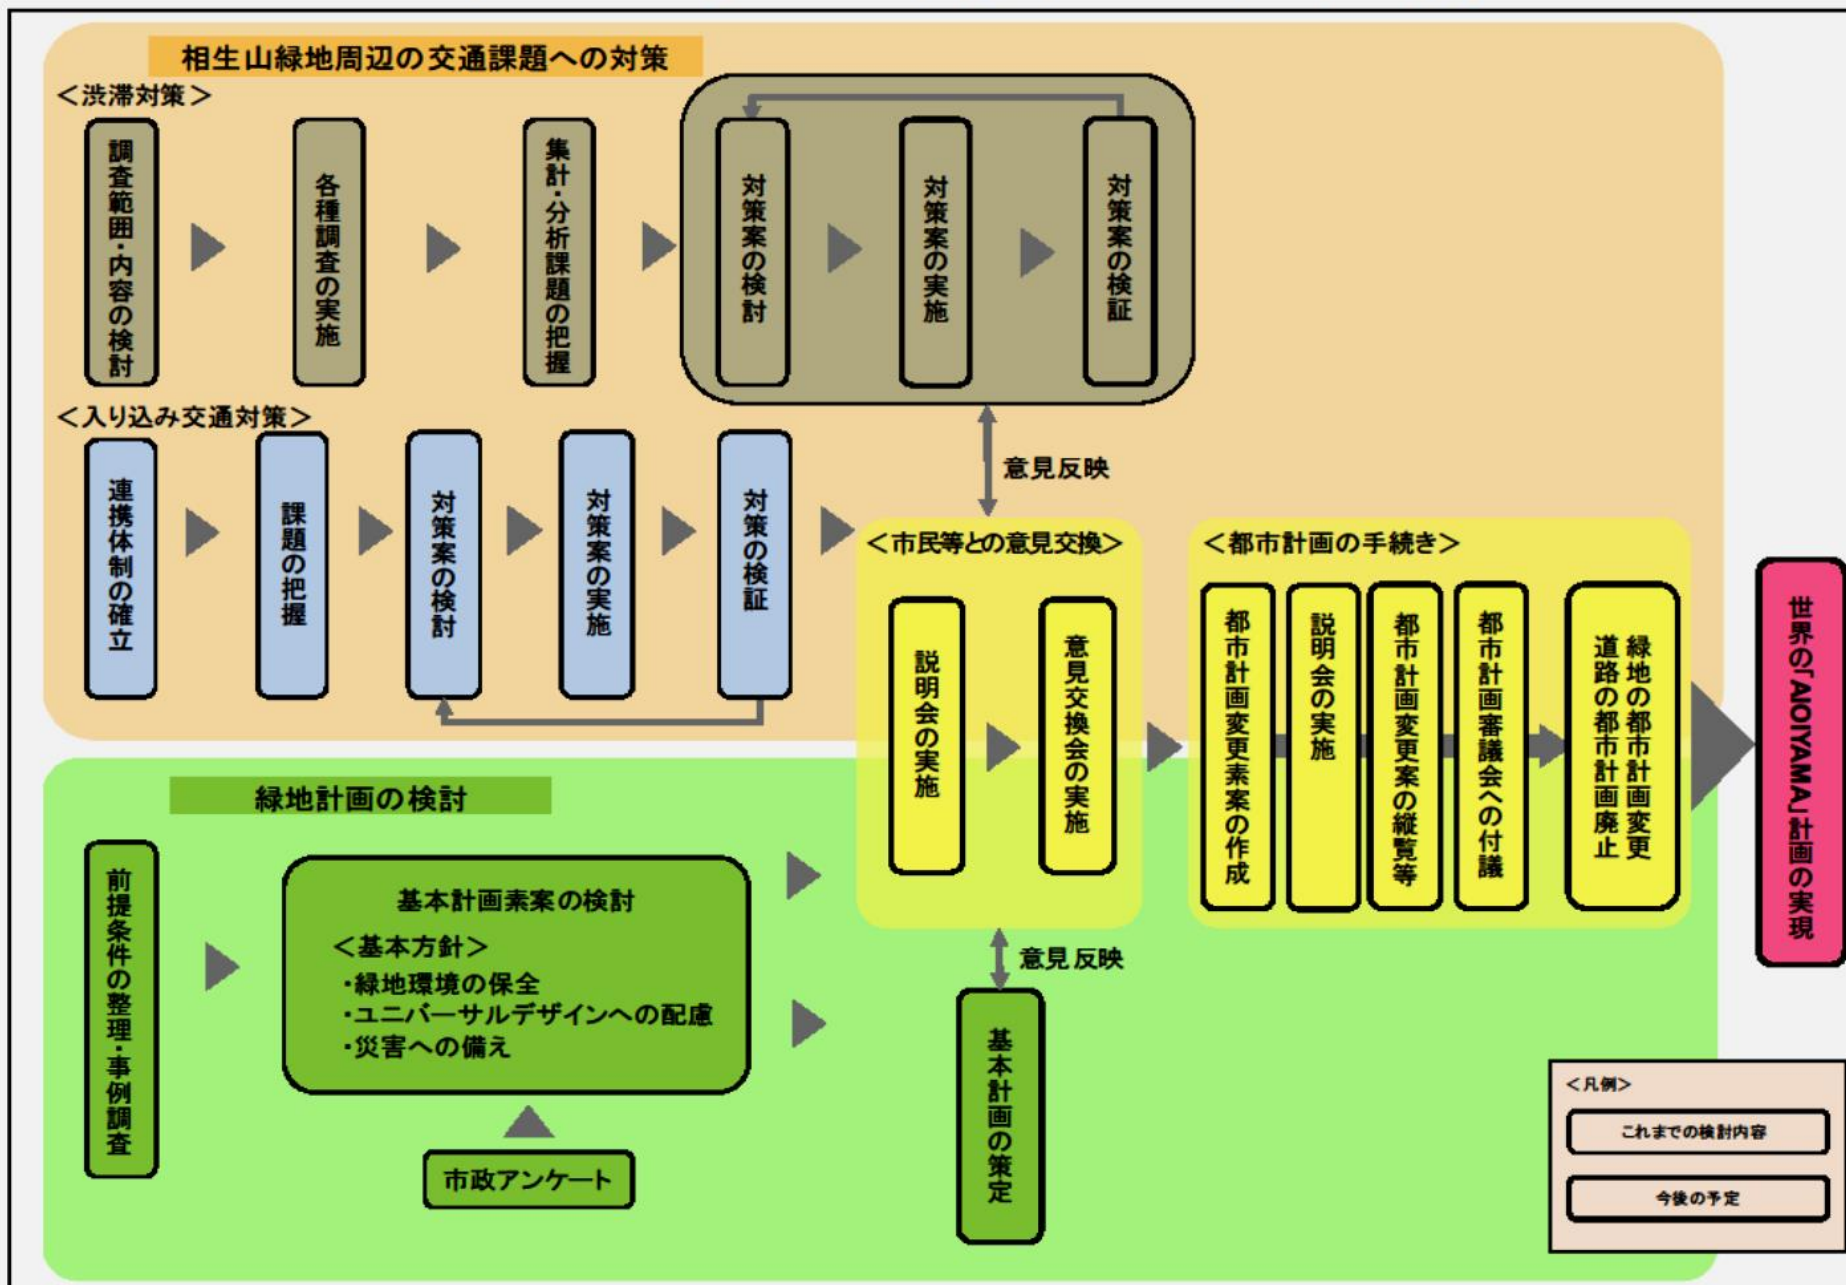 相生山緑地周辺の交通課題への対策
＜渋滞対策＞
調査範囲・内容の検討
各種調査の実施
集計・分析課題の把握
対策案の検討
対策案の実施
対策案の検証
＜入り込み交通対策＞
連携体制の確立
課題の把握
対策案の検討
対策案の実施
対策の検証
意見反映
＜市民等との意見交換＞
説明会の実施
意見交換会の実施
＜都市計画の手続き＞
都市計画変更素案の作成
説明会の実施
都市計画変更案の縦覧等
都市計画審議会への付議
緑地の都市計画変更
道路の都市計画廃止
世界の「AIOIYAMA」計画の実現
緑地計画の検討
前提条件の整理・事例調査
基本計画素案の検討
＜基本方針＞
・緑地環境の保全
・ユニバーサルデザインへの配慮
・災害への備え
市政アンケート
意見反映
基本計画の策定
＜凡例＞
これまでの検討内容
今後の予定